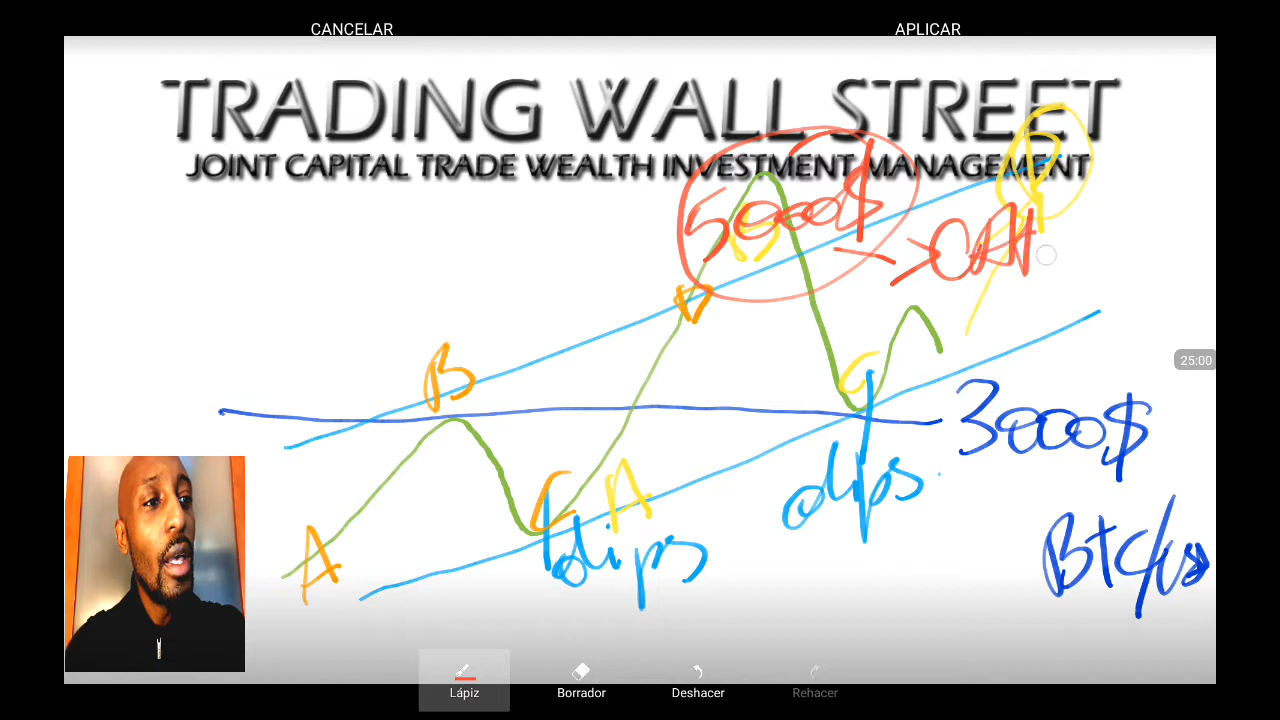 CANCELAR APLICAR
TRADING WALL STREET
JOINT CAPITAL TRADE WEALTH INVESTMENT MANAGEMENT
D
5000$
B
D
B
C
3000$
25:00
A
C A
dips
dips
BTC/
Lápiz Borrador Deshacer Rehacer